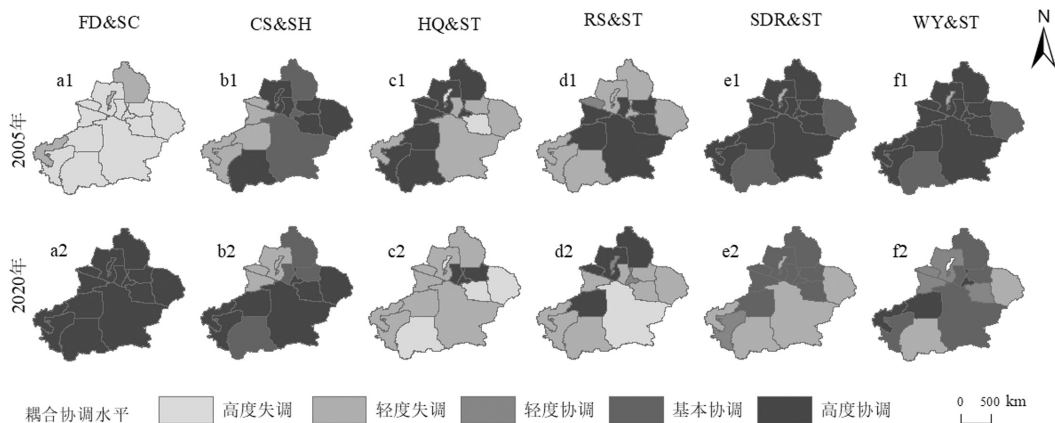 FD&SC CS&SH HQ&ST RS&ST SDR&ST WY&ST N
a1 b1 c1 d1 e1 f1
2005年
a2 b2 c2 d2 e2 f2
2020年
耦合协调水平 高度失调 轻度失调 轻度协调 基本协调 高度协调 0 500 km